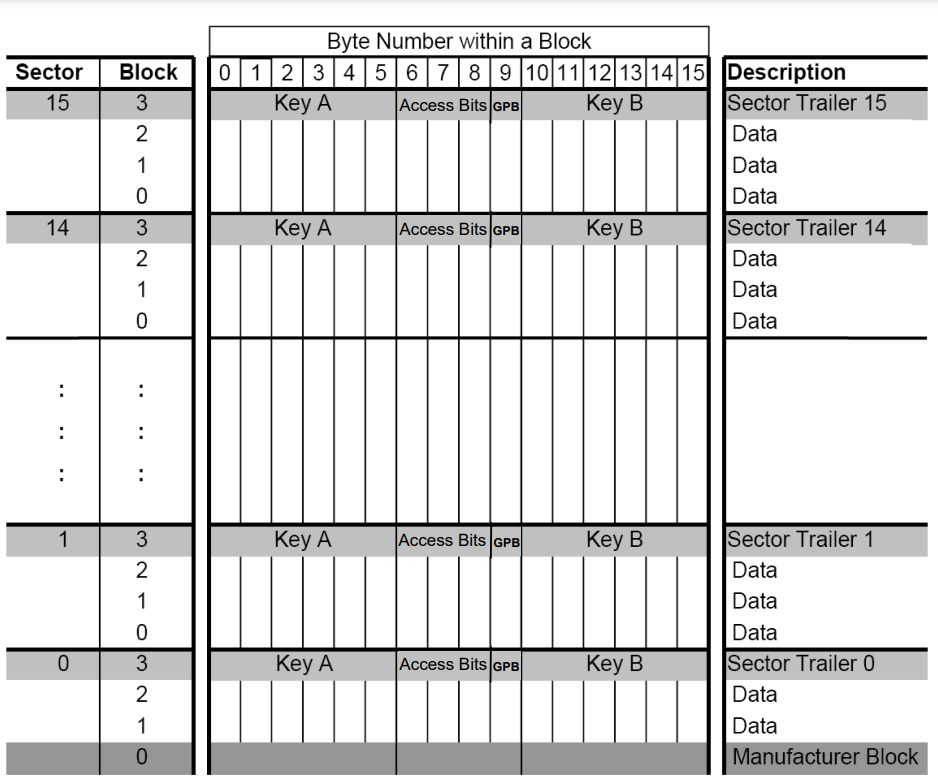 Byte Number within a Block
Sector Block 0 1 2 3 4 5 6 7 8 9 10 11 12 13 14 15 Description
15 3 Key A Access Bits GPB Key B Sector Trailer 15
2 Data
1 Data
0 Data
14 3 Key A Access Bits GPB Key B Sector Trailer 14
2 Data
1 Data
0 Data
: :
: :
: :
1 3 Key A Access Bits GPB Key B Sector Trailer 1
2 Data
1 Data
0 Data
0 3 Key A Access Bits GPB Key B Sector Trailer 0
2 Data
1 Data
0 Manufacturer Block